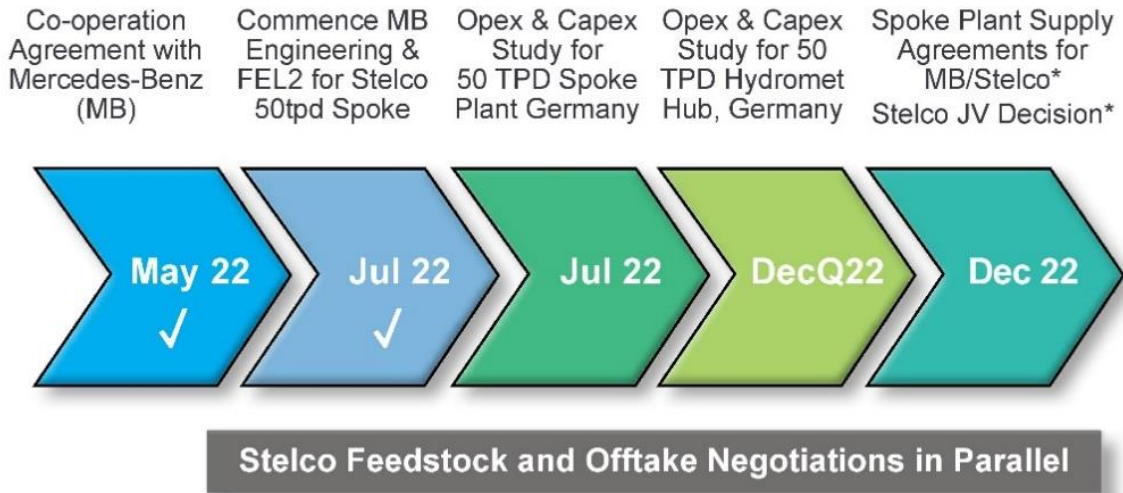 Co-operation
Agreement with
Mercedes-Benz
(MB)
Commence MB
Engineering &
FEL2 for Stelco
50tpd Spoke
Opex & Capex
Study for
50 TPD Spoke
Plant Germany
Opex & Capex
Study for 50
TPD Hydromet
Hub, Germany
Spoke Plant Supply
Agreements for
MB/Stelco*
Stelco JV Decision*
May 22
✓
Jul 22
✓
Jul 22
DecQ22
Dec 22
Stelco Feedstock and Offtake Negotiations in Parallel